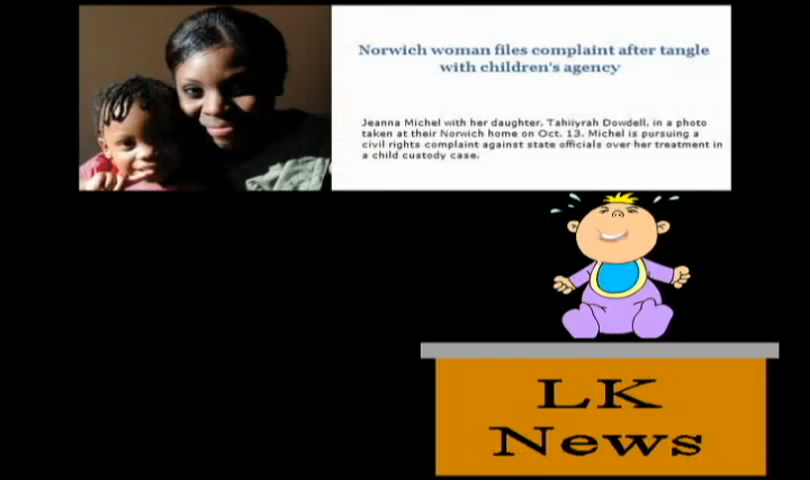 Norwich woman files complaint after tangle
with children's agency
Jeanna Michel with her daughter, Tahiiyrah Dowdell, in a photo
taken at their Norwich home on Oct. 13. Michel is pursuing a
civil rights complaint against state officials over her treatment in
a child custody case.
LK
News